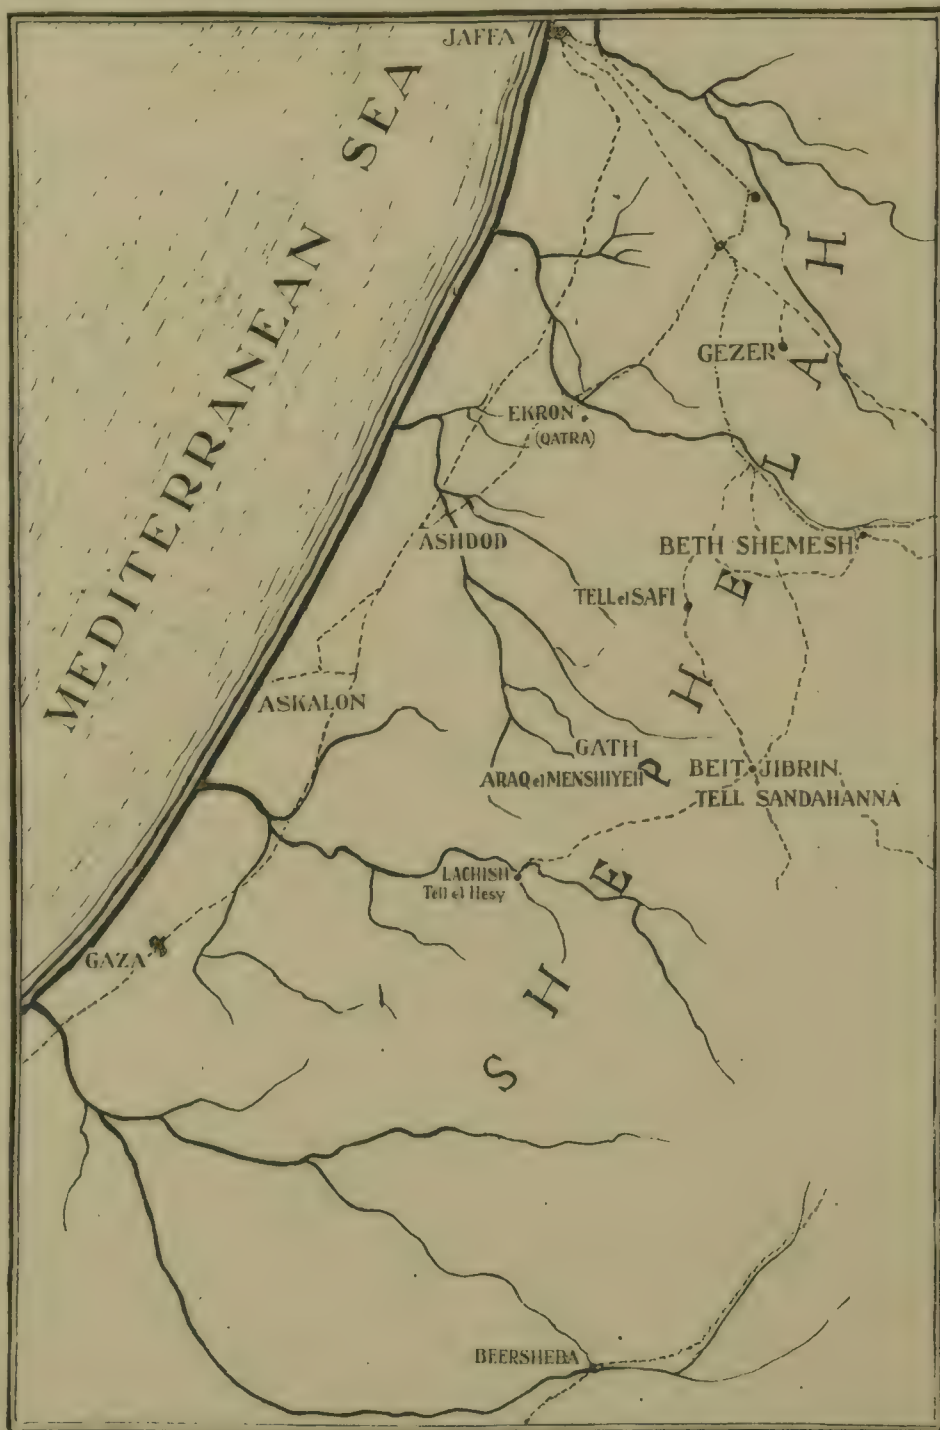 JAFFA
MEDITERRANEAN SEA
GEZER
EKRON
(QATRA)
ASHDOD
BETH SHEMESH
TELL el SAFI
ASKALON
GATH
ARAQ el MENSHIYEH
BEIT JIBRIN
TELL SANDAHANNA
LACHISH
Tell el Hesy
GAZA
SHEPHELAH
BEERSHEBA